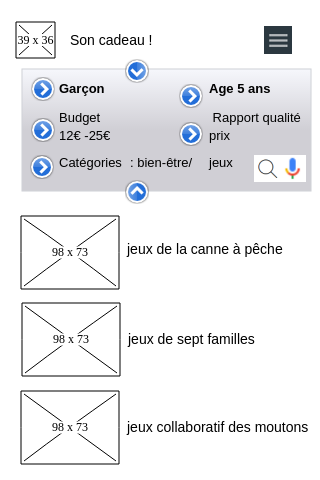 39 x 36
Son cadeau !
Garçon
Age 5 ans
Budget
12€ -25€
Rapport qualité
prix
Catégories : bien-être/ jeux
98 x 73
jeux de la canne à pêche
98 x 73
jeux de sept familles
98 x 73
jeux collaboratif des moutons